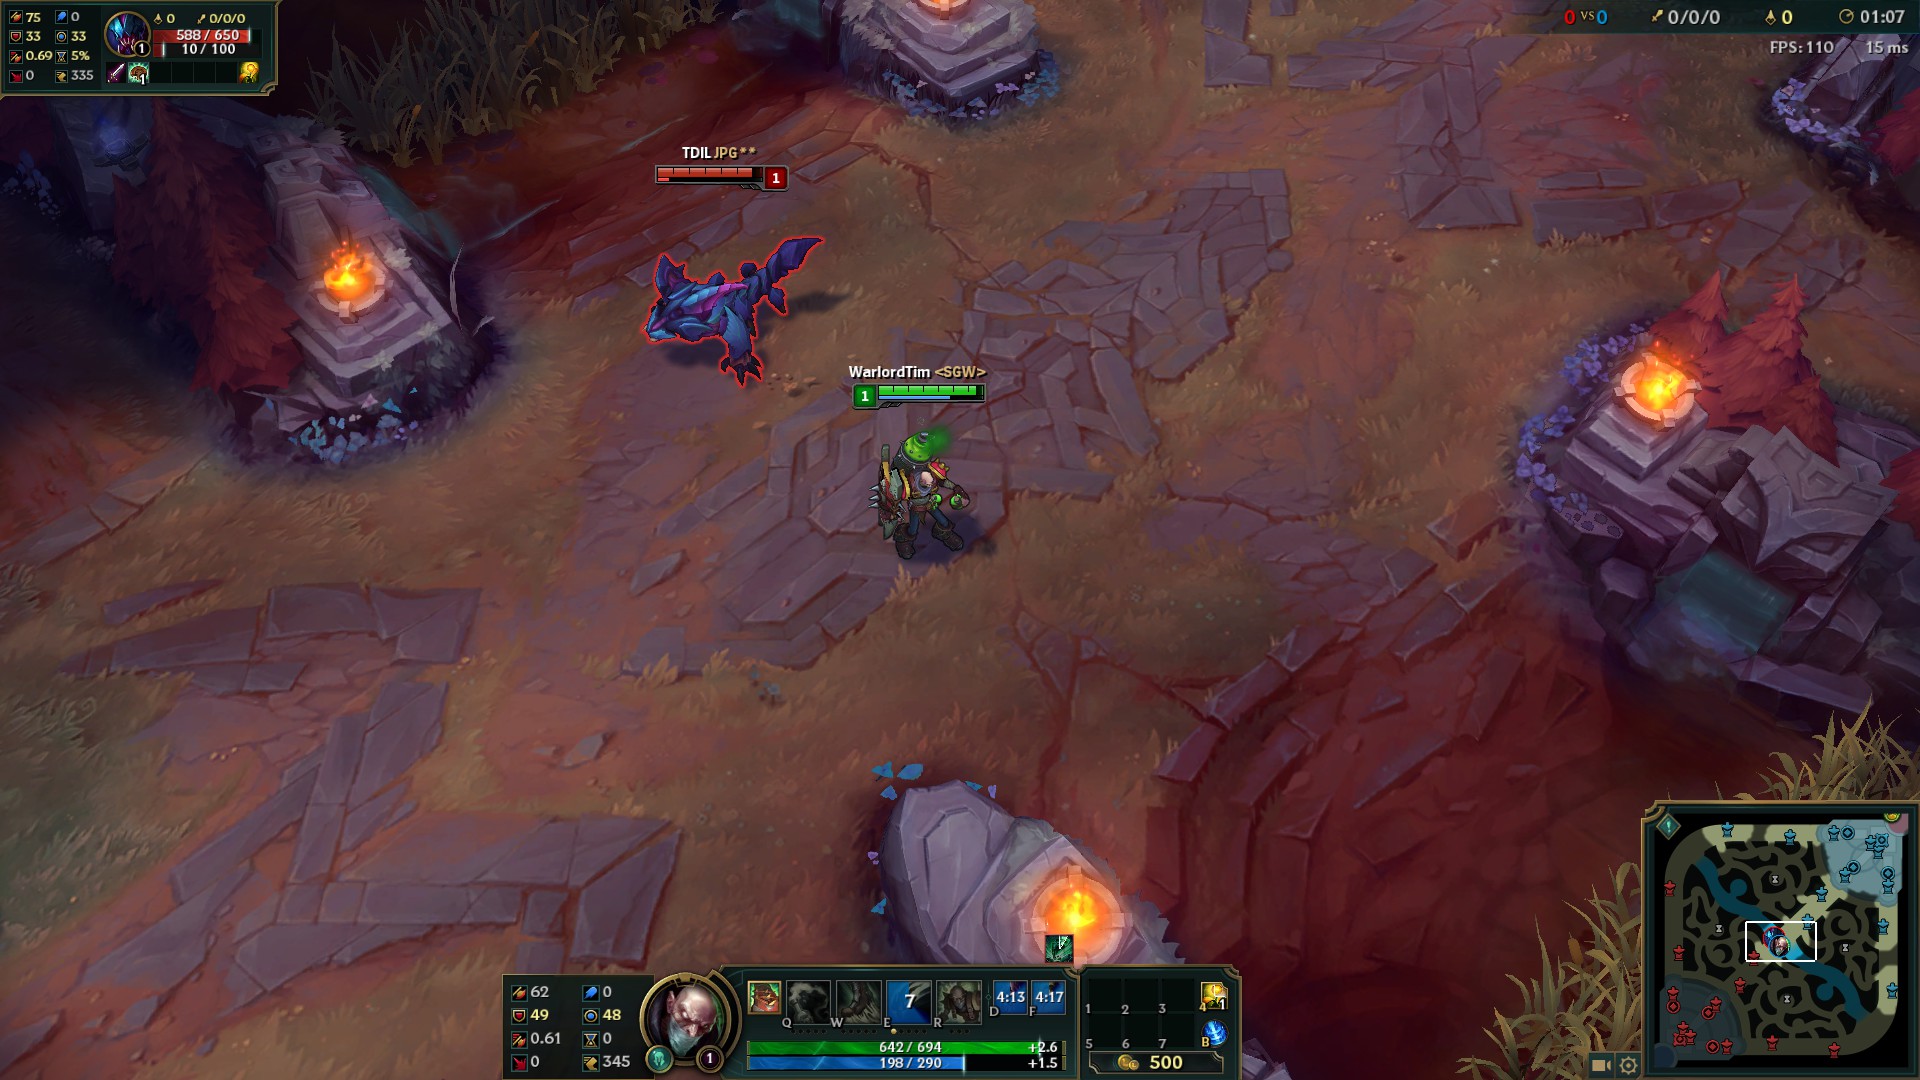 75 0 0 0/0/0
33 33 588 / 650
1 10 / 100
0.69 5%
0 335 1
0 VS 0 0/0/0 0 01:07
FPS: 110 15 ms
TDIL JPG**
1
WarlordTim <SGW>
1
62 0
49 48
0.61 0
0 345
1
7 4:13 4:17
Q W E R D F
642 / 694 +2.6
198 / 290 +1.5
1 2 3 4 1
5 6 7 B
500